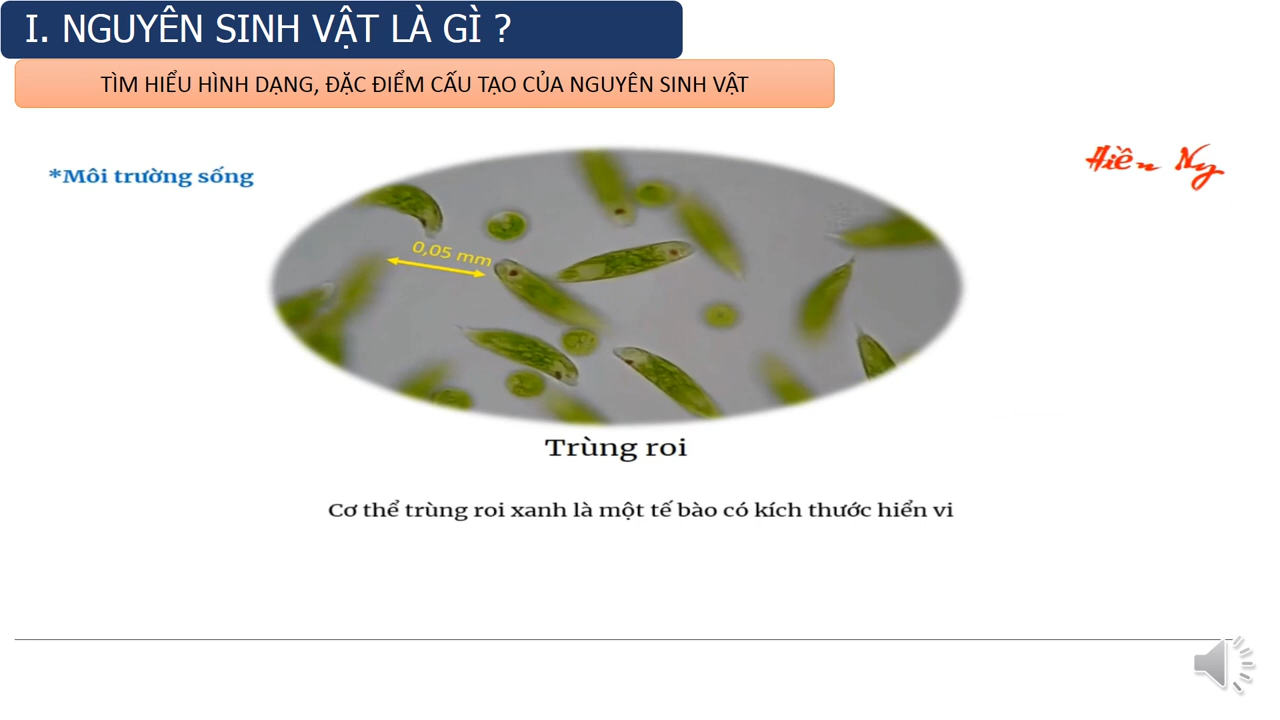 I. NGUYÊN SINH VẬT LÀ GÌ ?
TÌM HIỂU HÌNH DẠNG, ĐẶC ĐIỂM CẤU TẠO CỦA NGUYÊN SINH VẬT
*Môi trường sống
Hiền Ny
0,05 mm
Trùng roi
Cơ thể trùng roi xanh là một tế bào có kích thước hiển vi